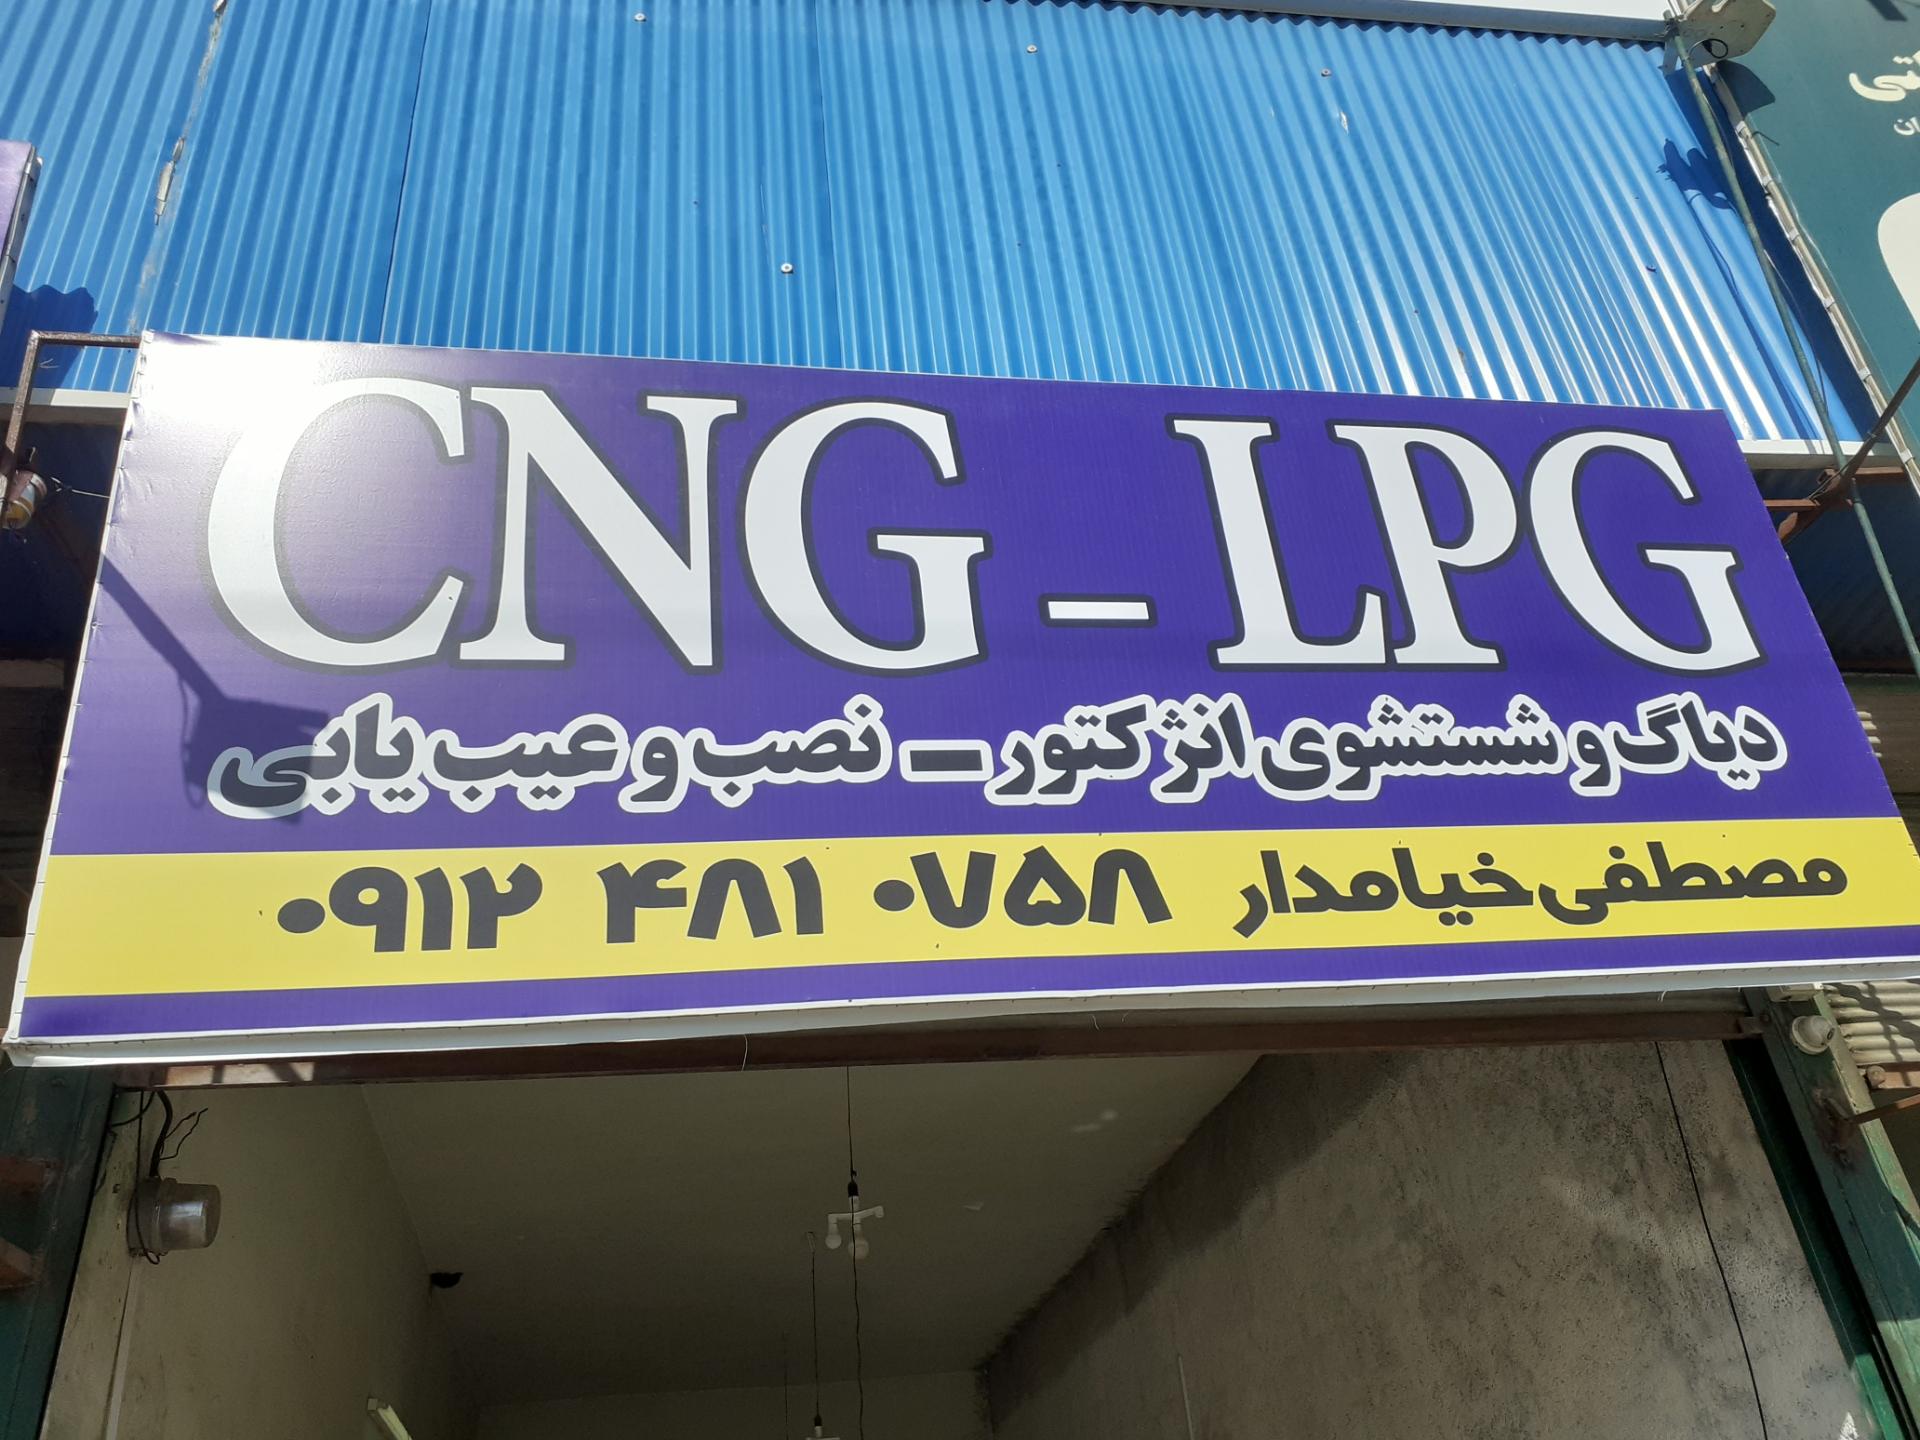 CNG - LPG
دیاگ و شستشوی انژکتور - نصب و عیب یابی
مصطفی خیامدار ۰۹۱۲ ۴۸۱ ۰۷۵۸